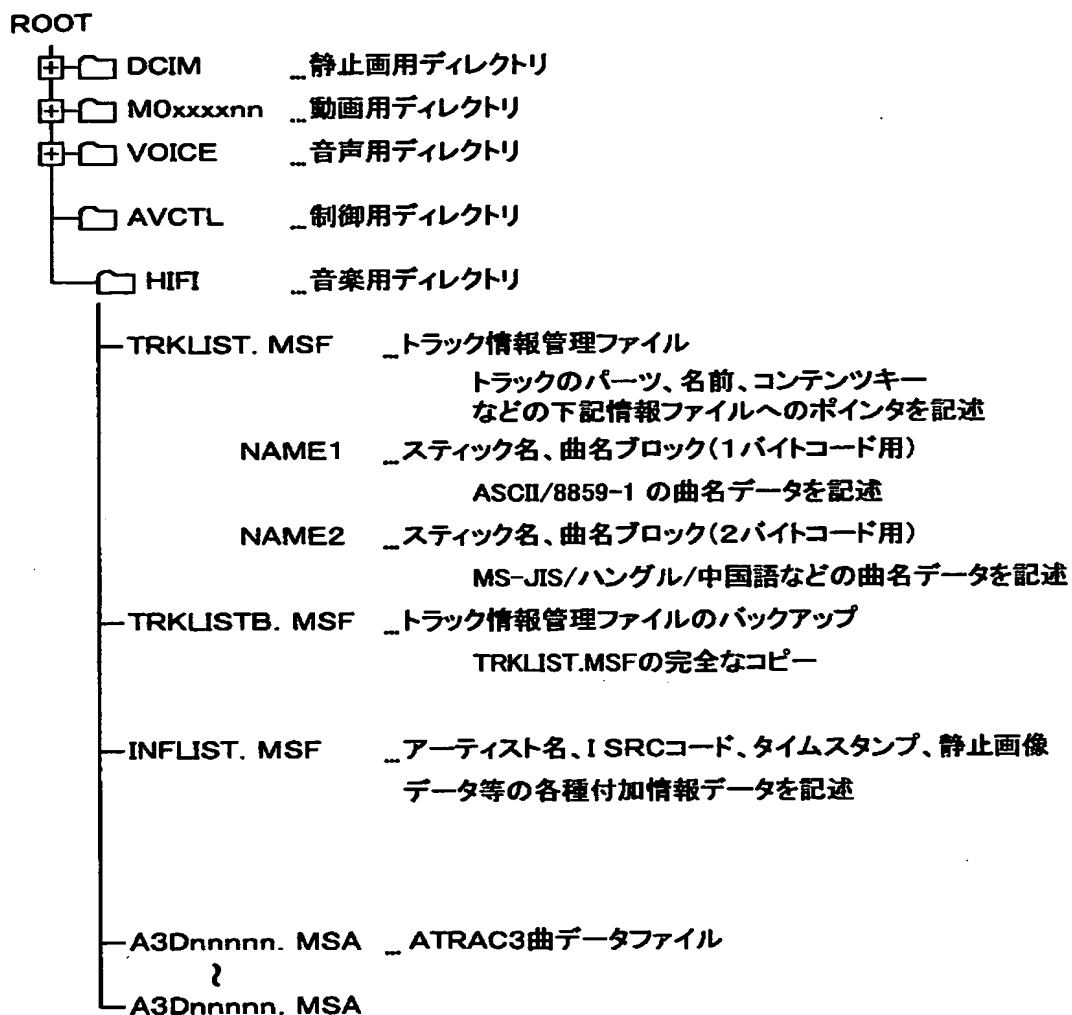 ROOT
DCIM ...静止画用ディレクトリ
M0xxxxnn ...動画用ディレクトリ
VOICE ...音声用ディレクトリ
AVCTL ...制御用ディレクトリ
HIFI ...音楽用ディレクトリ
TRKLIST. MSF ...トラック情報管理ファイル
トラックのパーツ、名前、コンテンツキー
などの下記情報ファイルへのポインタを記述
NAME1 ...スティック名、曲名ブロック(1バイトコード用)
ASCII/8859-1 の曲名データを記述
NAME2 ...スティック名、曲名ブロック(2バイトコード用)
MS-JIS/ハングル/中国語などの曲名データを記述
TRKLISTB. MSF ...トラック情報管理ファイルのバックアップ
TRKLIST.MSFの完全なコピー
INFLIST. MSF ...アーティスト名、ISRCコード、タイムスタンプ、静止画像
データ等の各種付加情報データを記述
A3Dnnnnn. MSA ... ATRAC3曲データファイル
~
A3Dnnnnn. MSA